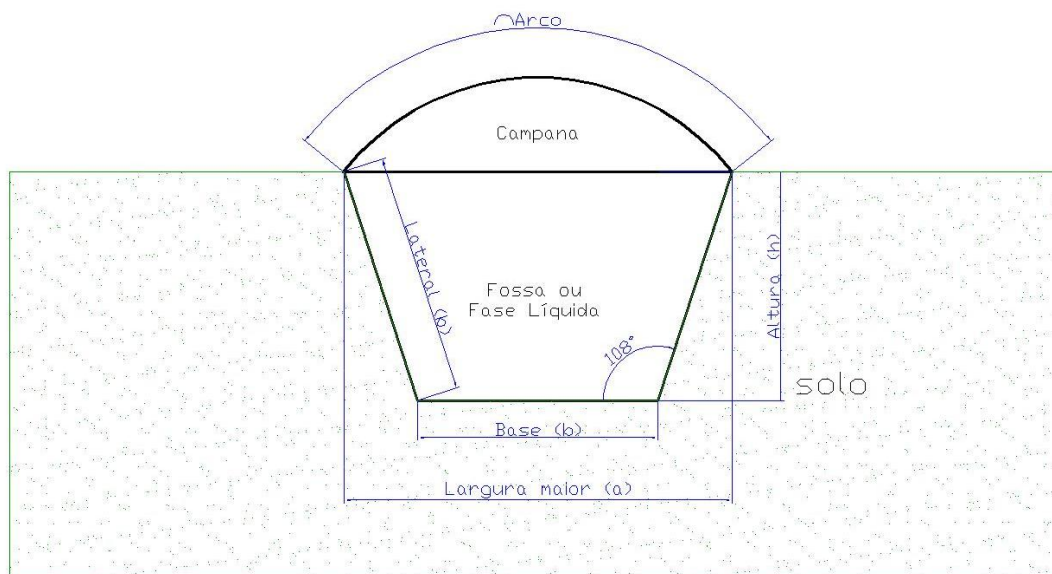 ⌒Arco
Campana
Lateral (b)
Fossa ou
Fase Líquida
108°
Altura (h)
solo
Base (b)
Largura maior (a)